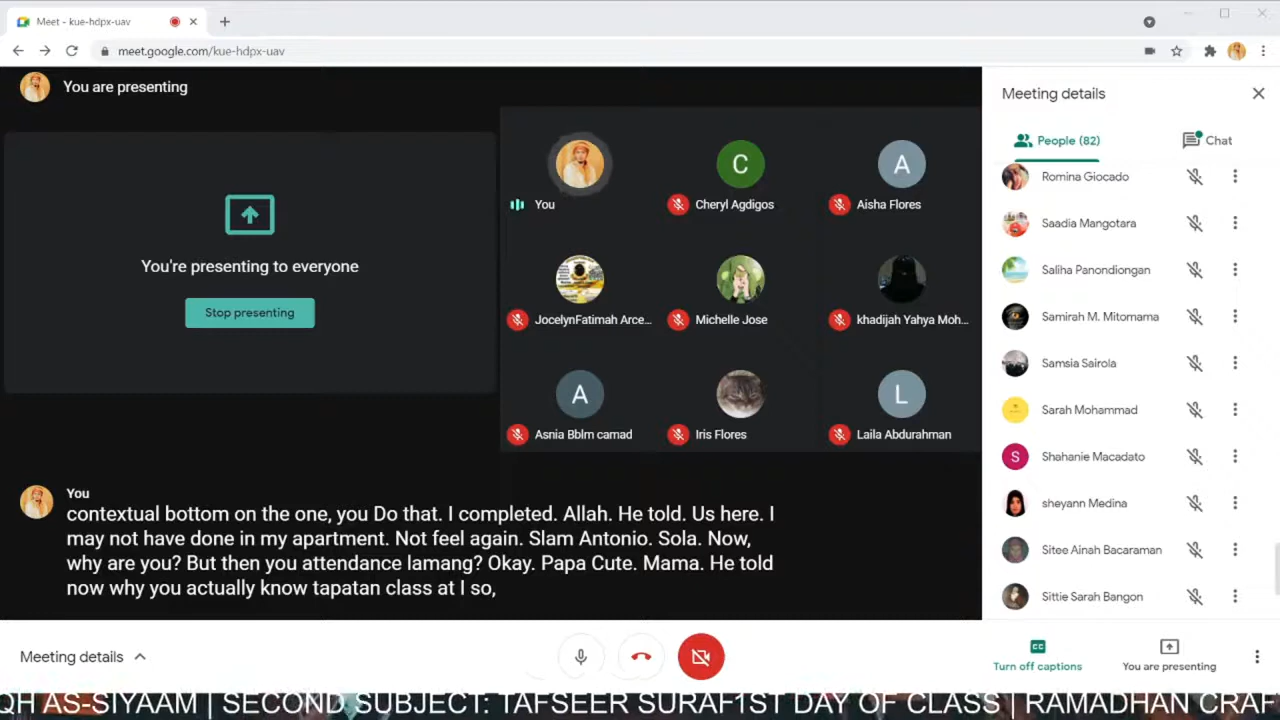 Meet - kue-hdpx-uav
meet.google.com/kue-hdpx-uav
You are presenting
You're presenting to everyone
Stop presenting
You
Cheryl Agdigos
Aisha Flores
JocelynFatimah Arce...
Michelle Jose
khadijah Yahya Moh...
Asnia Bblm camad
Iris Flores
Laila Abdurahman
C
A
A
L
You
contextual bottom on the one, you Do that. I completed. Allah. He told. Us here. I
may not have done in my apartment. Not feel again. Slam Antonio. Sola. Now,
why are you? But then you attendance lamang? Okay. Papa Cute. Mama. He told
now why you actually know tapatan class at I so,
Meeting details
People (82)
Chat
Romina Giocado
Saadia Mangotara
Saliha Panondiongan
Samirah M. Mitomama
Samsia Sairola
Sarah Mohammad
S
Shahanie Macadato
sheyann Medina
Sitee Ainah Bacaraman
Sittie Sarah Bangon
Meeting details
CC
Turn off captions
You are presenting
QH AS-SIYAAM | SECOND SUBJECT: TAFSEER SURAF1ST DAY OF CLASS | RAMADHAN CRAF